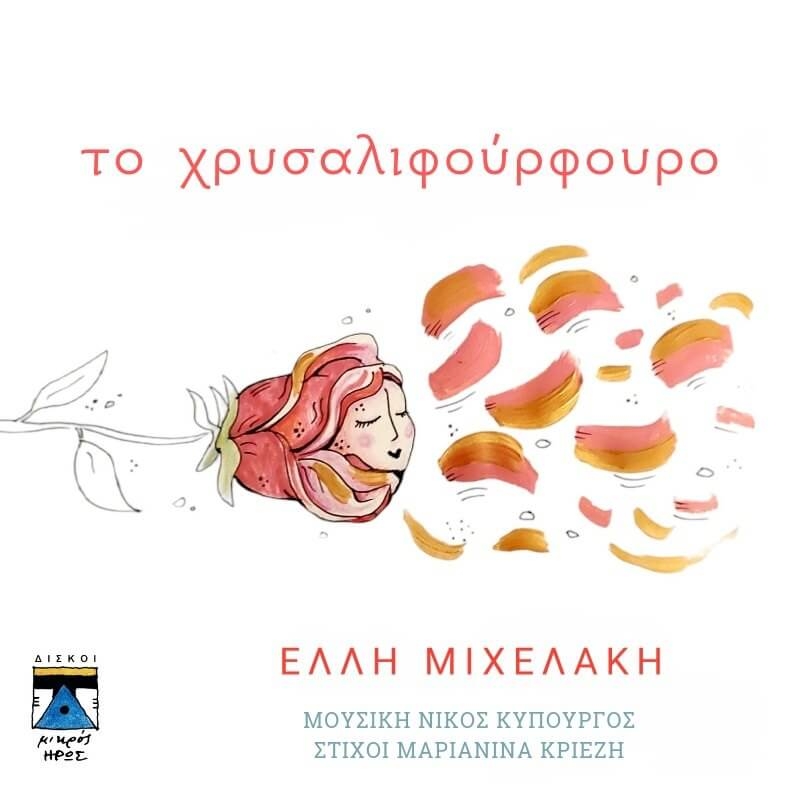 το χρυσαλιφούρφουρο
ΕΛΛΗ ΜΙΧΕΛΑΚΗ
ΜΟΥΣΙΚΗ ΝΙΚΟΣ ΚΥΠΟΥΡΓΟΣ
ΣΤΙΧΟΙ ΜΑΡΙΑΝΙΝΑ ΚΡΙΕΖΗ
ΔΙΣΚΟΙ
μικρός
ΗΡΩΣ